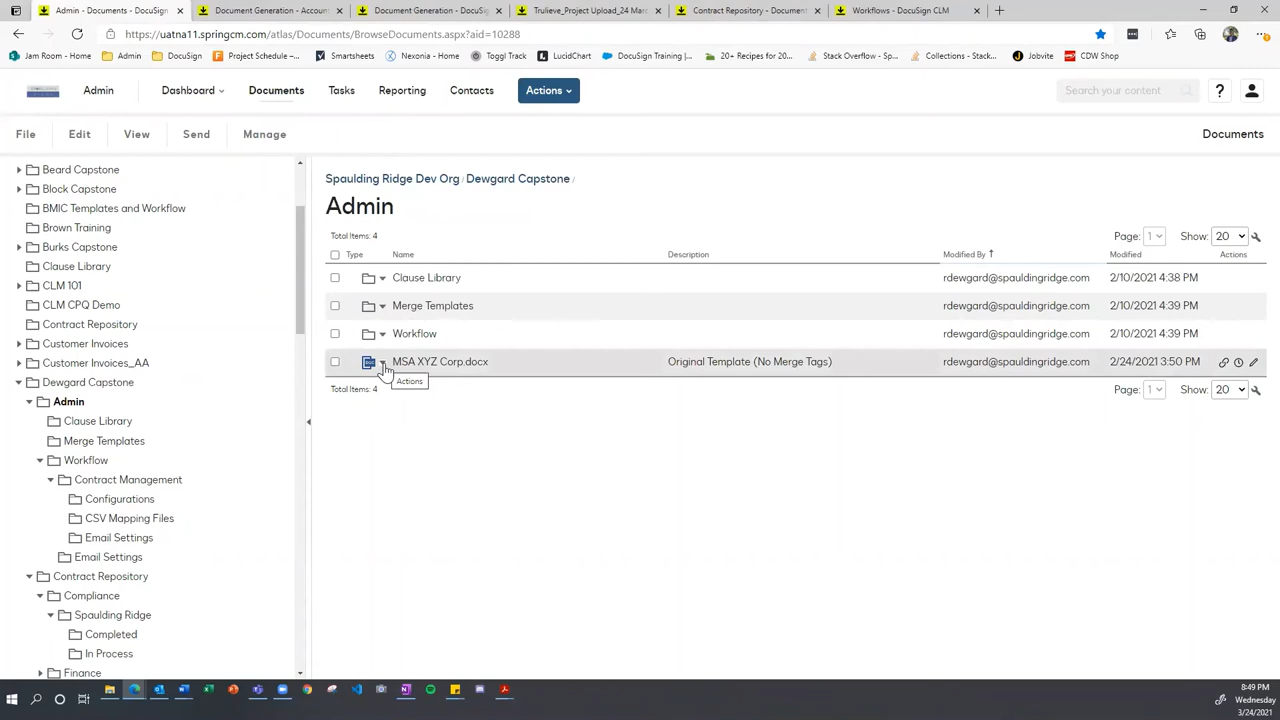 Admin - Documents - DocuSign
Document Generation - Accoun
Document Generation - DocuSig
Trulieve_Project Upload_24 Marc
Contract Repository - Document
Workflows - DocuSign CLM
https://uatna11.springcm.com/atlas/Documents/BrowseDocuments.aspx?aid=10288
Jam Room - Home
Admin
DocuSign
Project Schedule -...
Smartsheets
Nexonia - Home
Toggl Track
LucidChart
DocuSign Training |...
20+ Recipes for 20...
Stack Overflow - Sp...
Collections - Stack...
Jobvite
CDW Shop
Admin
Dashboard
Documents
Tasks
Reporting
Contacts
Actions
Search your content
?
File
Edit
View
Send
Manage
Documents
Beard Capstone
Block Capstone
BMIC Templates and Workflow
Brown Training
Burks Capstone
Clause Library
CLM 101
CLM CPQ Demo
Contract Repository
Customer Invoices
Customer Invoices_AA
Dewgard Capstone
Admin
Clause Library
Merge Templates
Workflow
Contract Management
Configurations
CSV Mapping Files
Email Settings
Email Settings
Contract Repository
Compliance
Spaulding Ridge
Completed
In Process
Finance
Spaulding Ridge Dev Org / Dewgard Capstone /
Admin
Total Items: 4
Page: 1 Show: 20
Type Name Description Modified By Modified Actions
Clause Library rdewgard@spauldingridge.com 2/10/2021 4:38 PM
Merge Templates rdewgard@spauldingridge.com 2/10/2021 4:39 PM
Workflow rdewgard@spauldingridge.com 2/10/2021 4:39 PM
MSA XYZ Corp.docx Original Template (No Merge Tags) rdewgard@spauldingridge.com 2/24/2021 3:50 PM
Actions
Total Items: 4
Page: 1 Show: 20
8:49 PM
Wednesday
3/24/2021